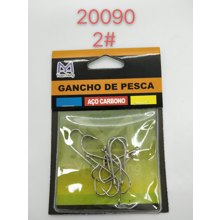 20090
2#
GANCHO DE PESCA
AÇO CARBONO